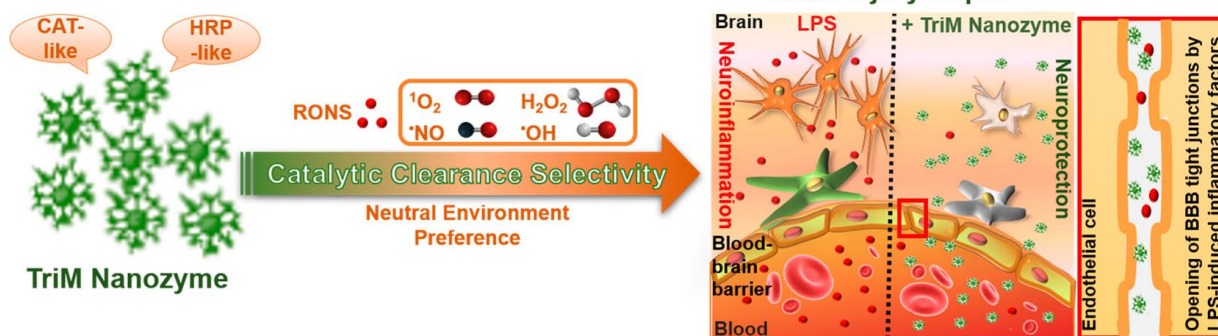 CAT-
like
HRP
-like
TriM Nanozyme
RONS
¹O₂
H₂O₂
•NO
•OH
Catalytic Clearance Selectivity
Neutral Environment
Preference
Brain
LPS
+ TriM Nanozyme
Neuroinflammation
Neuroprotection
Blood-
brain
barrier
Blood
Endothelial cell
Opening of BBB tight junctions by
PS-induced inflammatory factors